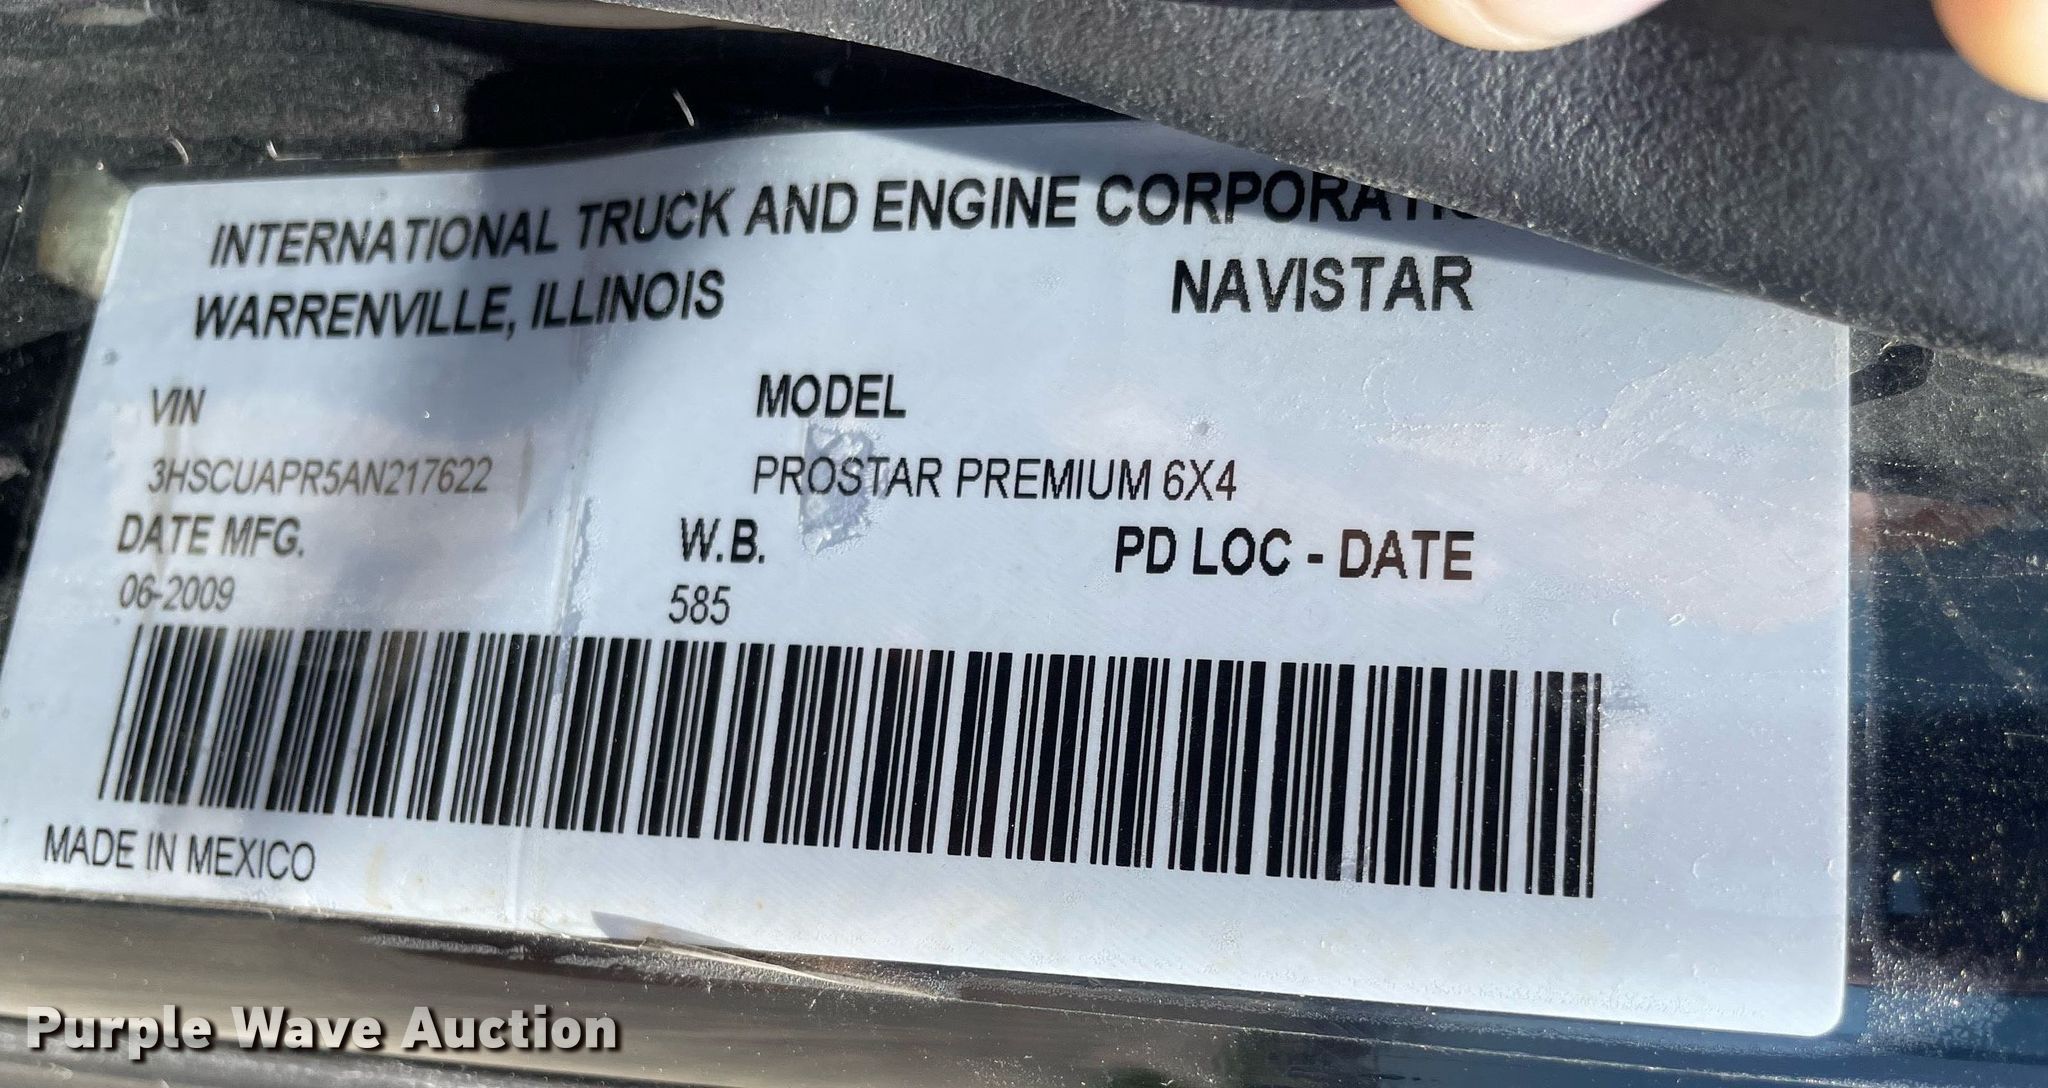 INTERNATIONAL TRUCK AND ENGINE CORPORATIO
WARRENVILLE, ILLINOIS NAVISTAR
VIN MODEL
3HSCUAPR5AN217622 PROSTAR PREMIUM 6X4
DATE MFG. W.B. PD LOC - DATE
06-2009 585
MADE IN MEXICO
Purple Wave Auction